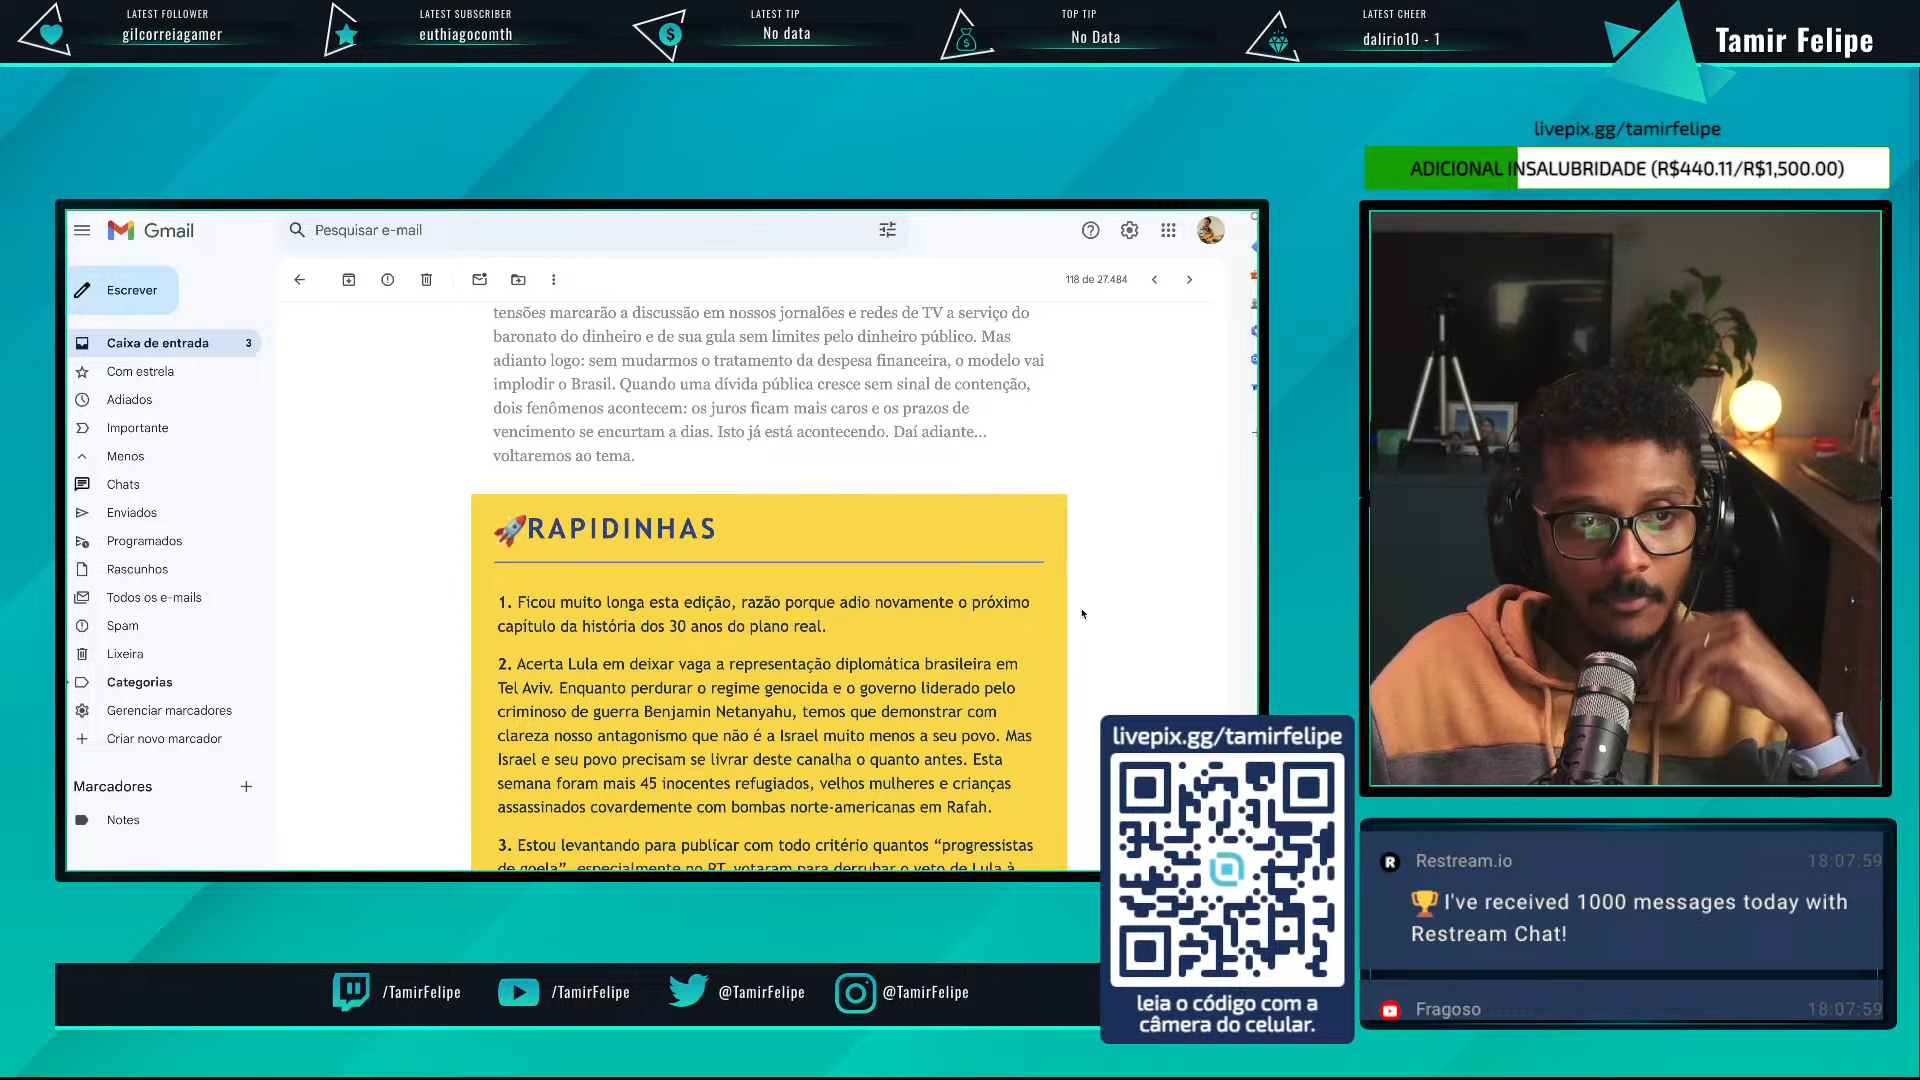 LATEST FOLLOWER
gilcorreiagamer
LATEST SUBSCRIBER
euthiagocomth
LATEST TIP
No data
TOP TIP
No Data
LATEST CHEER
dalirio10 - 1
Tamir Felipe
livepix.gg/tamirfelipe
ADICIONAL INSALUBRIDADE (R$440.11/R$1,500.00)
Gmail
Pesquisar e-mail
Escrever
118 de 27.484
Caixa de entrada 3
Com estrela
Adiados
Importante
Menos
Chats
Enviados
Programados
Rascunhos
Todos os e-mails
Spam
Lixeira
Categorias
Gerenciar marcadores
Criar novo marcador
Marcadores
Notes
tensões marcarão a discussão em nossos jornalões e redes de TV a serviço do
baronato do dinheiro e de sua gula sem limites pelo dinheiro público. Mas
adianto logo: sem mudarmos o tratamento da despesa financeira, o modelo vai
implodir o Brasil. Quando uma dívida pública cresce sem sinal de contenção,
dois fenômenos acontecem: os juros ficam mais caros e os prazos de
vencimento se encurtam a dias. Isto já está acontecendo. Daí adiante...
voltaremos ao tema.
🚀RAPIDINHAS
1. Ficou muito longa esta edição, razão porque adio novamente o próximo
capítulo da história dos 30 anos do plano real.
2. Acerta Lula em deixar vaga a representação diplomática brasileira em
Tel Aviv. Enquanto perdurar o regime genocida e o governo liderado pelo
criminoso de guerra Benjamin Netanyahu, temos que demonstrar com
clareza nosso antagonismo que não é a Israel muito menos a seu povo. Mas
Israel e seu povo precisam se livrar deste canalha o quanto antes. Esta
semana foram mais 45 inocentes refugiados, velhos mulheres e crianças
assassinados covardemente com bombas norte-americanas em Rafah.
3. Estou levantando para publicar com todo critério quantos “progressistas
de goela”, especialmente no PT, votaram para derrubar o veto de Lula à
livepix.gg/tamirfelipe
leia o código com a
câmera do celular.
R Restream.io 18:07:59
🏆 I've received 1000 messages today with
Restream Chat!
Fragoso 18:07:59
/TamirFelipe
/TamirFelipe
@TamirFelipe
@TamirFelipe